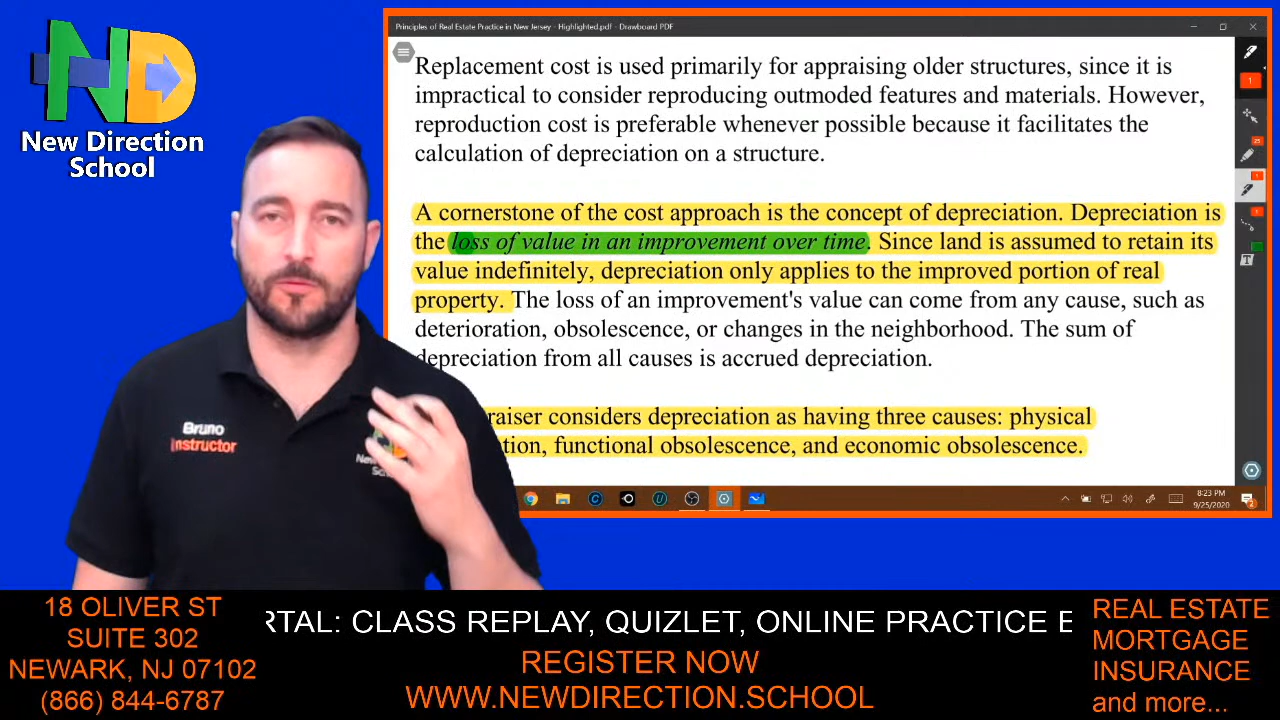 ND
New Direction
School
Principles of Real Estate Practice in New Jersey - Highlighted.pdf - Drawboard PDF
Replacement cost is used primarily for appraising older structures, since it is
impractical to consider reproducing outmoded features and materials. However,
reproduction cost is preferable whenever possible because it facilitates the
calculation of depreciation on a structure.
A cornerstone of the cost approach is the concept of depreciation. Depreciation is
the loss of value in an improvement over time. Since land is assumed to retain its
value indefinitely, depreciation only applies to the improved portion of real
property. The loss of an improvement's value can come from any cause, such as
deterioration, obsolescence, or changes in the neighborhood. The sum of
depreciation from all causes is accrued depreciation.
raiser considers depreciation as having three causes: physical
tion, functional obsolescence, and economic obsolescence.
8:23 PM
9/25/2020
Bruno
Instructor
18 OLIVER ST
SUITE 302
NEWARK, NJ 07102
(866) 844-6787
RTAL: CLASS REPLAY, QUIZLET, ONLINE PRACTICE E
REGISTER NOW
WWW.NEWDIRECTION.SCHOOL
REAL ESTATE
MORTGAGE
INSURANCE
and more...